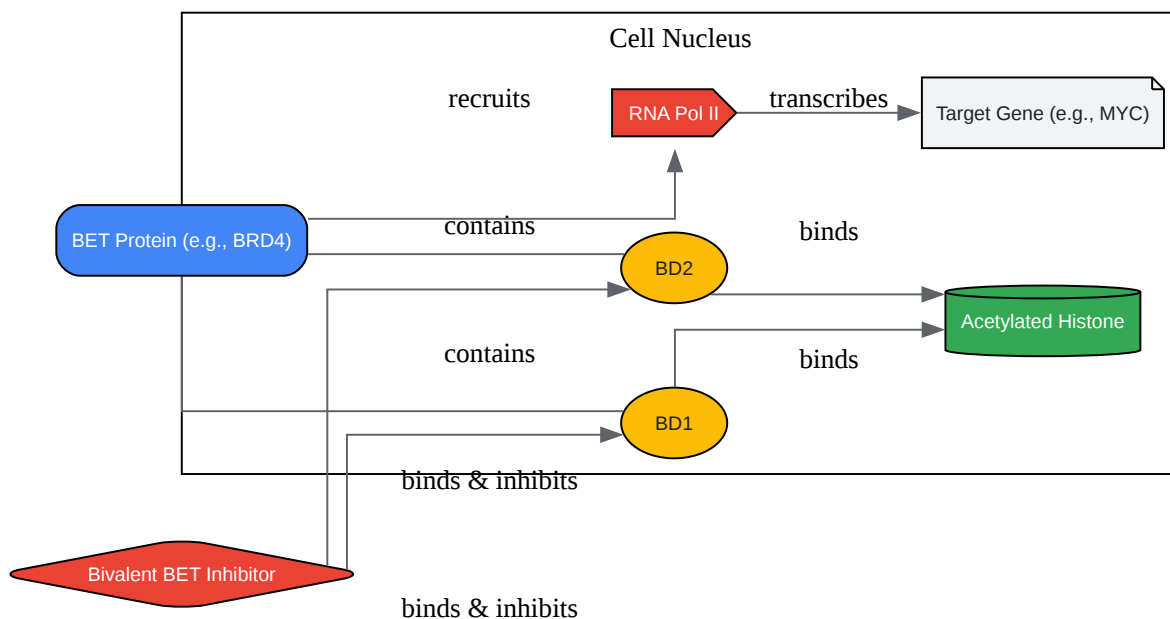 Cell Nucleus
recruits
RNA Pol II
transcribes
Target Gene (e.g., MYC)
BET Protein (e.g., BRD4)
contains
binds
BD2
Acetylated Histone
contains
binds
BD1
binds & inhibits
Bivalent BET Inhibitor
binds & inhibits